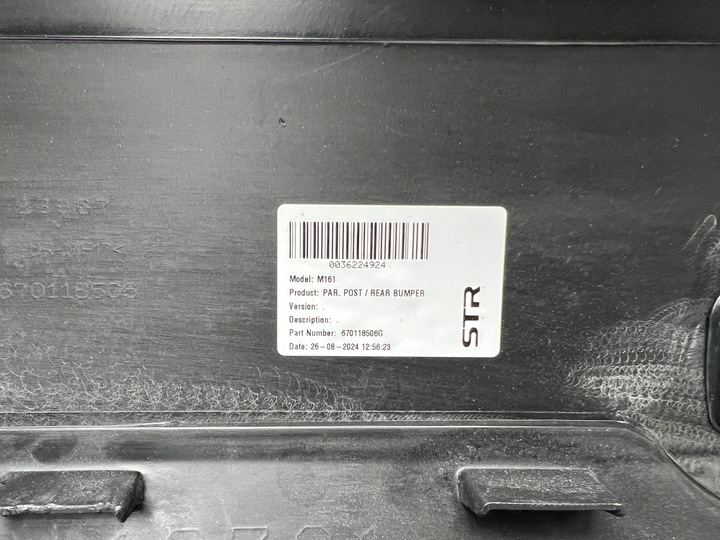 0036224924
Model: M161
Product: PAR. POST / REAR BUMPER
Version: .
Description: .
Part Number: 670118506G
Date: 26-08-2024 12:56:23
STR